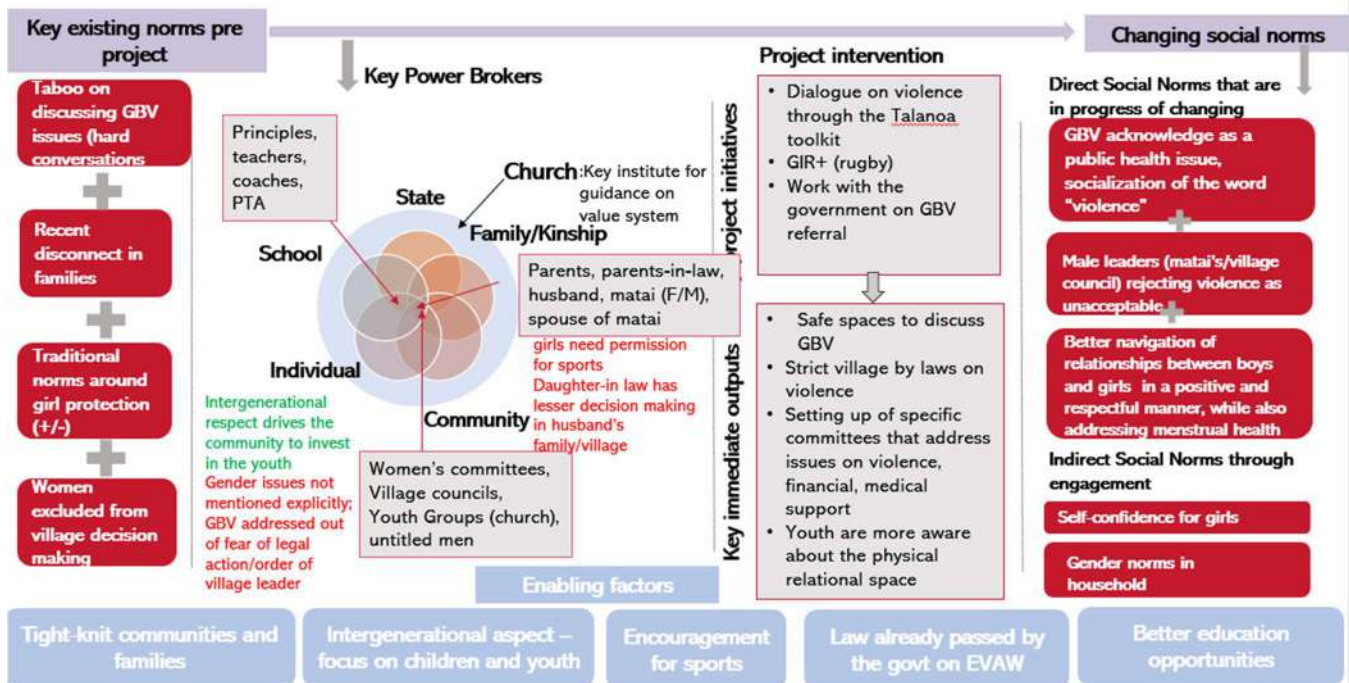 Key existing norms pre
project
Changing social norms
Key Power Brokers
Project intervention
Taboo on
discussing GBV
issues (hard
conversations
Recent
disconnect in
families
Traditional
norms around
girl protection
(+/-)
Women
excluded from
village decision
making
Principles,
teachers,
coaches,
PTA
State
Church :Key institute for
guidance on
value system
School
Family/Kinship
Parents, parents-in-law,
husband, matai (F/M),
spouse of matai
girls need permission
for sports
Daughter-in law has
lesser decision making
in husband's
family/village
Individual
Community
Intergenerational
respect drives the
community to invest
in the youth
Gender issues not
mentioned explicitly;
GBV addressed out
of fear of legal
action/order of
village leader
Women's committees,
Village councils,
Youth Groups (church),
untitled men
Key immediate outputs
project initiatives
• Dialogue on violence
through the Talanoa
toolkit
• GIR+ (rugby)
• Work with the
government on GBV
referral
• Safe spaces to discuss
GBV
• Strict village by laws on
violence
• Setting up of specific
committees that address
issues on violence,
financial, medical
support
• Youth are more aware
about the physical
relational space
Direct Social Norms that are
in progress of changing
GBV acknowledge as a
public health issue,
socialization of the word
"violence"
Male leaders (matai's/village
council) rejecting violence as
unacceptable
Better navigation of
relationships between boys
and girls in a positive and
respectful manner, while also
addressing menstrual health
Indirect Social Norms through
engagement
Self-confidence for girls
Gender norms in
household
Enabling factors
Tight-knit communities and
families
Intergenerational aspect –
focus on children and youth
Encouragement
for sports
Law already passed by
the govt on EVAW
Better education
opportunities